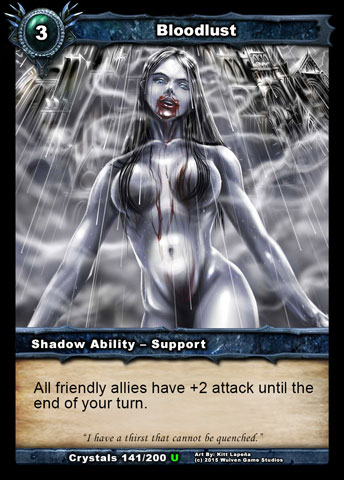 3
Bloodlust
Shadow Ability – Support
All friendly allies have +2 attack until the
end of your turn.
"I have a thirst that cannot be quenched."
Crystals 141/200 U
Art By: Kitt Lapeña
(c) 2015 Wulven Game Studios